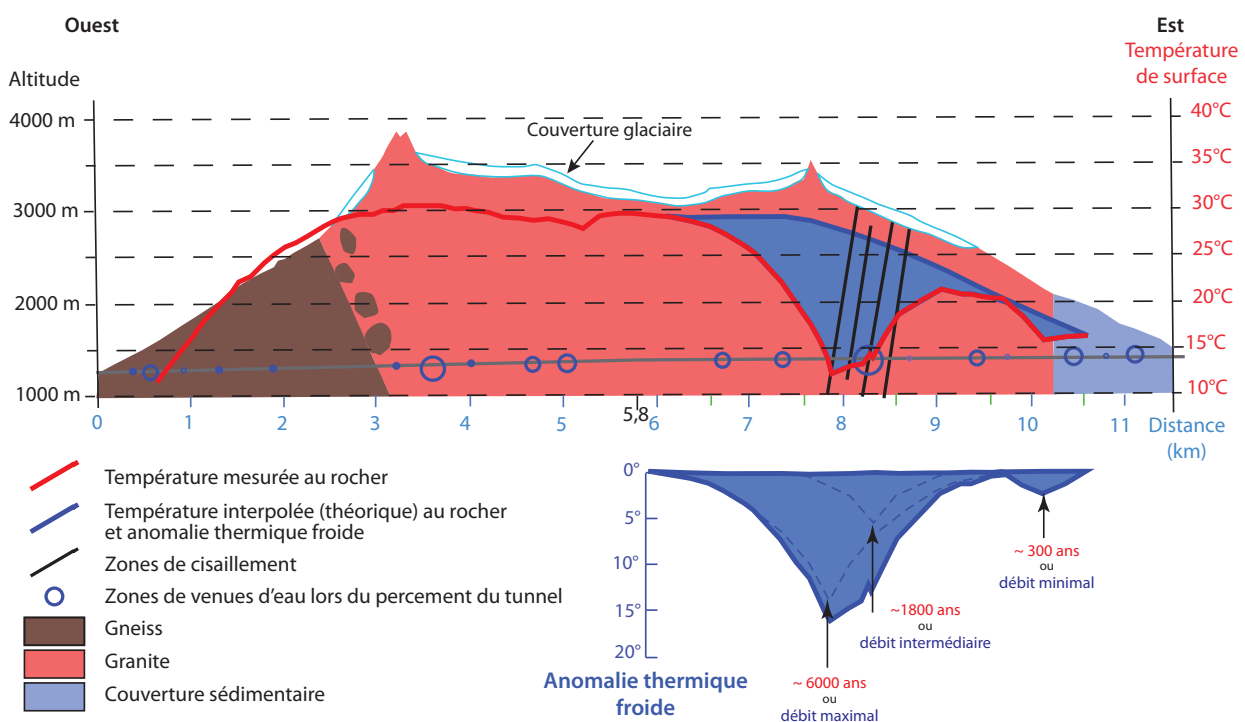 Ouest
Est
Température
de surface
Altitude
4000 m
3000 m
2000 m
1000 m
40°C
35°C
30°C
25°C
20°C
15°C
10°C
Couverture glaciaire
0
1
2
3
4
5
5,8
6
7
8
9
10
11
Distance
(km)
Température mesurée au rocher
Température interpolée (théorique) au rocher
et anomalie thermique froide
Zones de cisaillement
Zones de venues d'eau lors du percement du tunnel
Gneiss
Granite
Couverture sédimentaire
0°
5°
10°
15°
20°
Anomalie thermique
froide
~ 6000 ans
ou
débit maximal
~1800 ans
ou
débit intermédiaire
~ 300 ans
ou
débit minimal